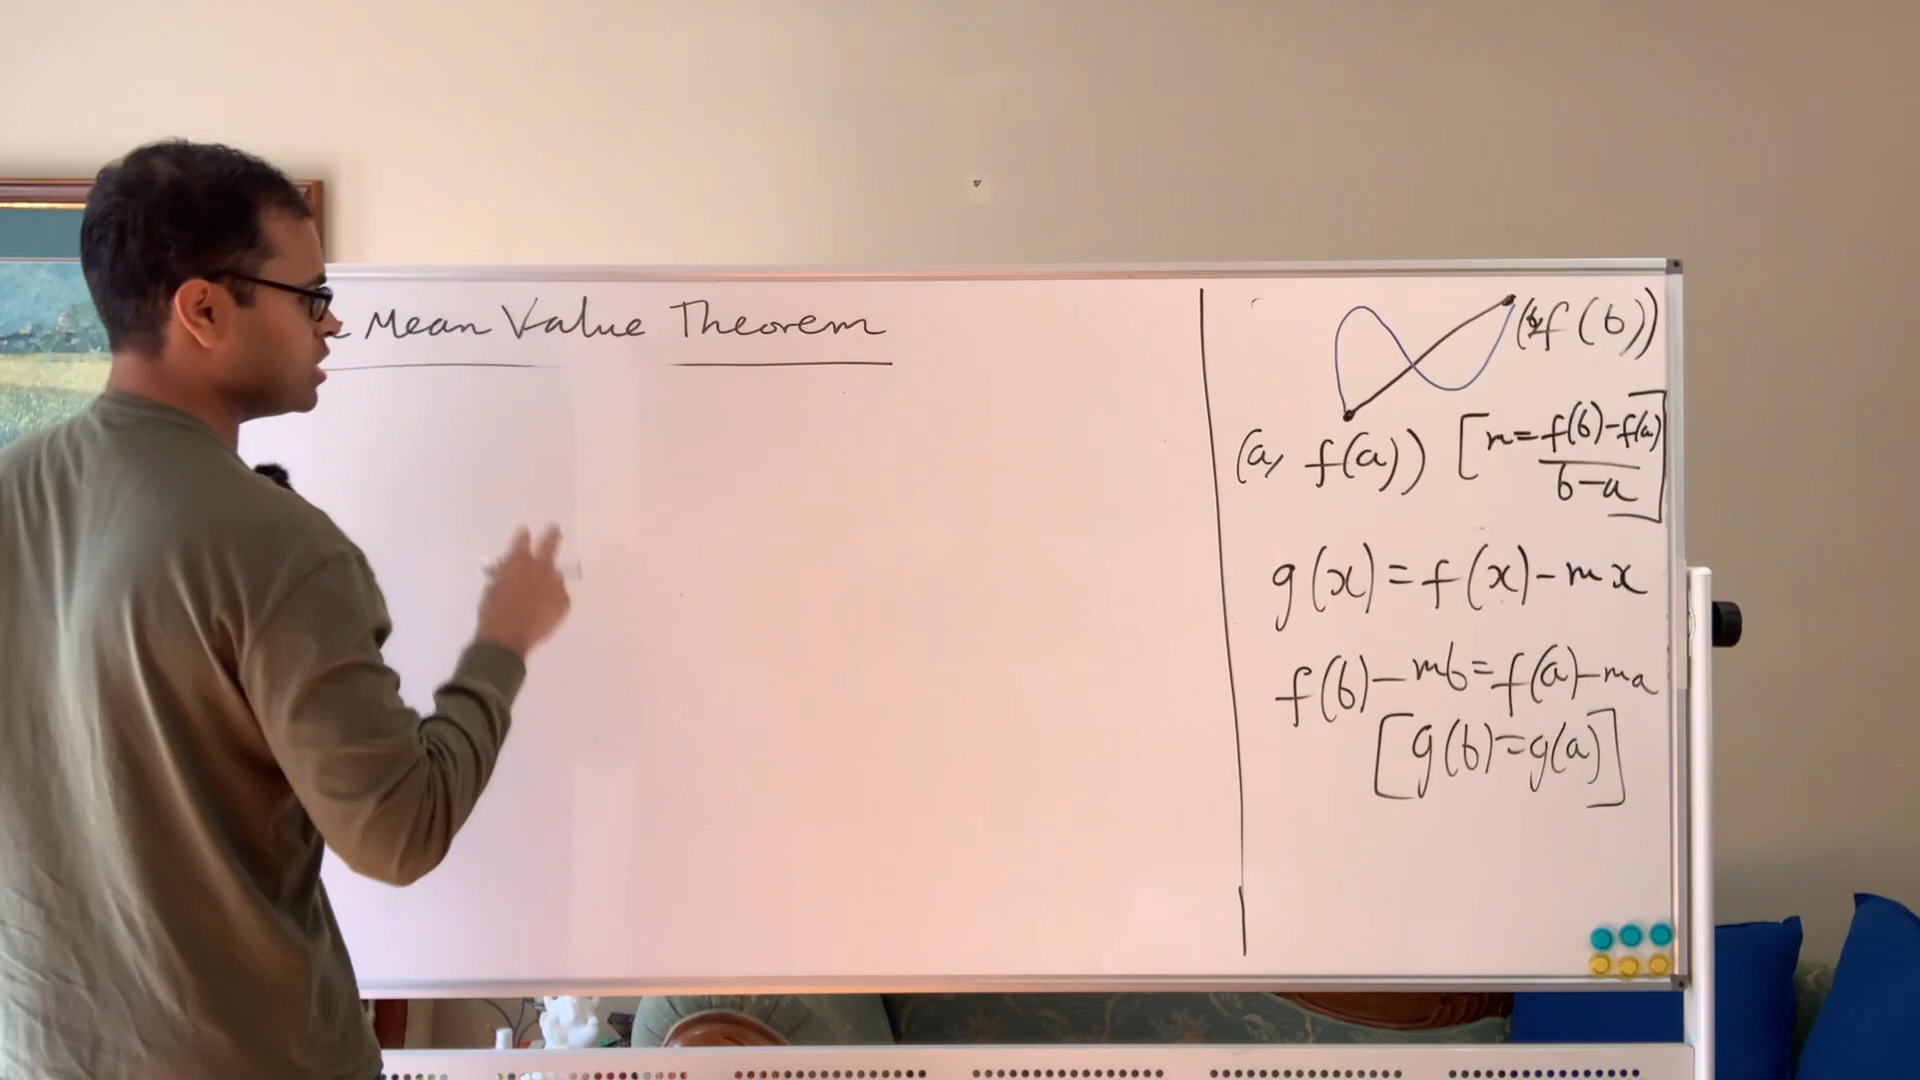 Mean Value Theorem
(b, f(b))
(a, f(a)) [m = f(b)-f(a) / b-a]
g(x) = f(x) - mx
f(b) - mb = f(a) - ma
[g(b) = g(a)]